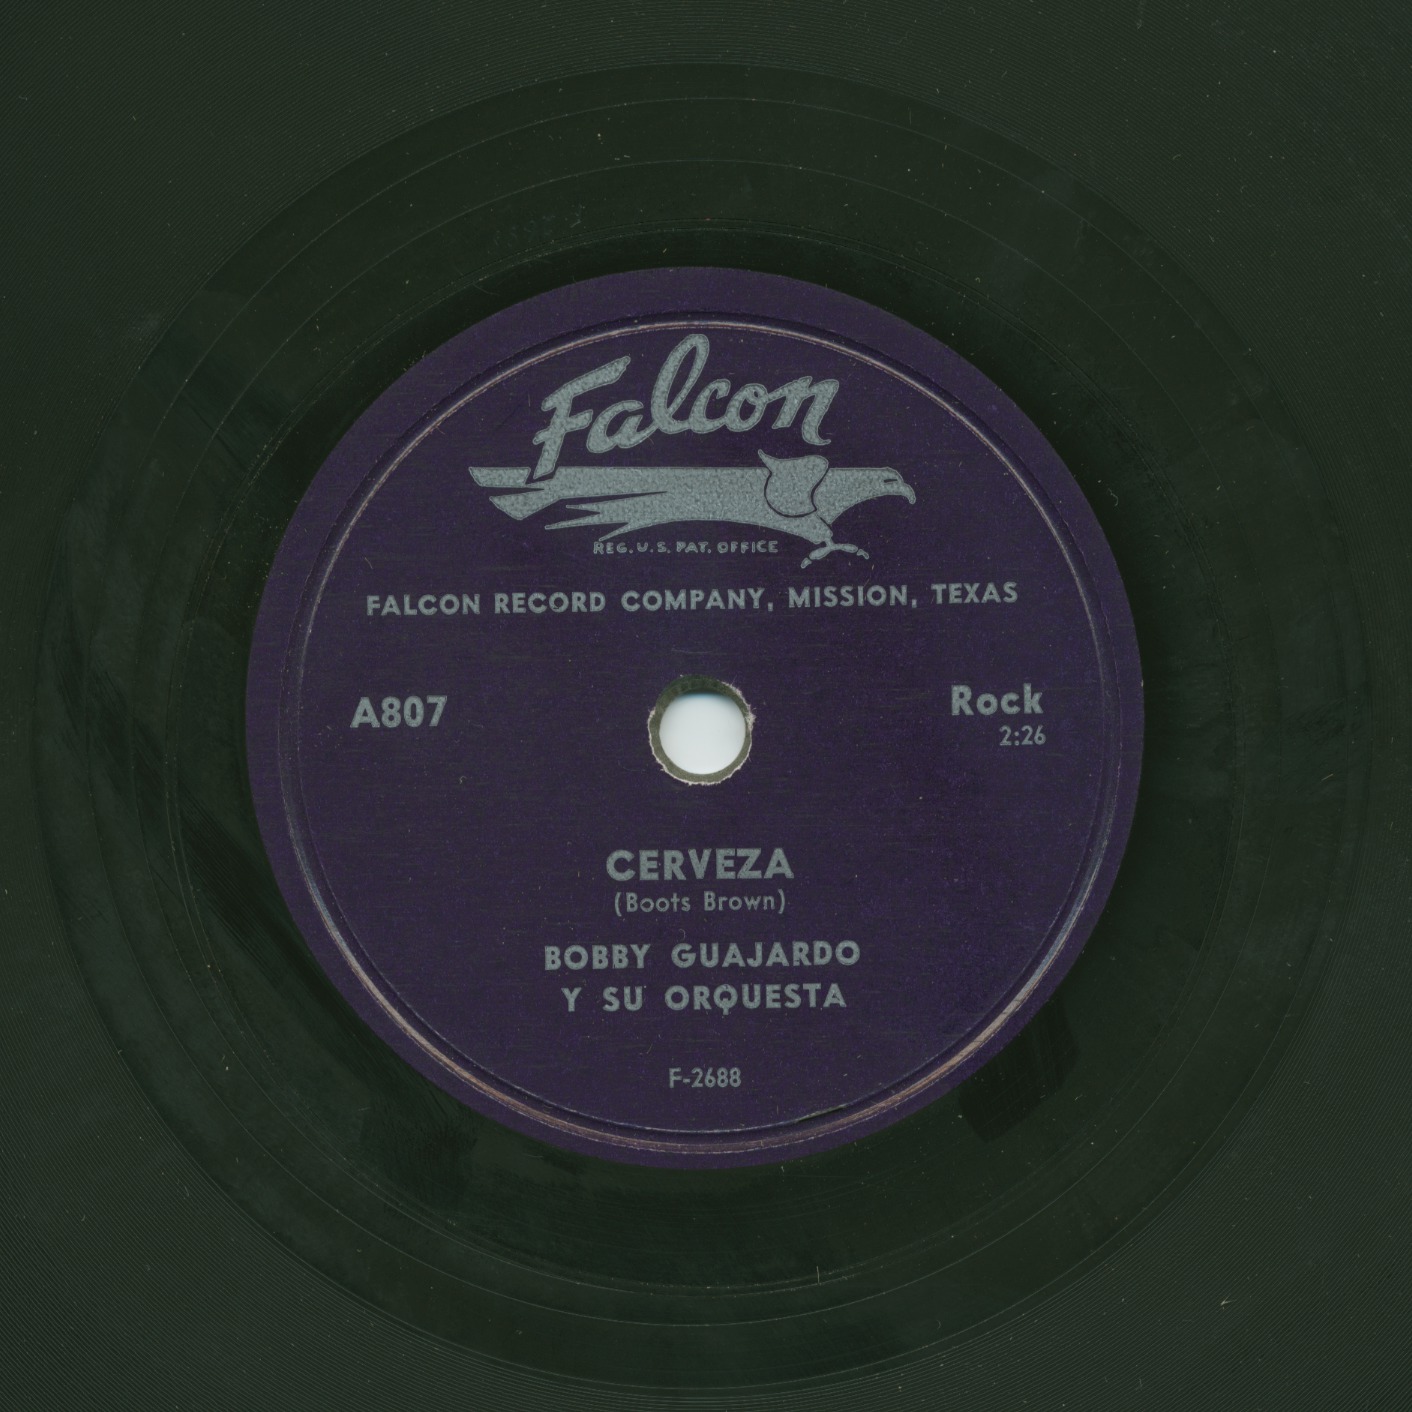 Falcon
REG. U.S. PAT. OFFICE
FALCON RECORD COMPANY, MISSION, TEXAS
A807
Rock
2:26
CERVEZA
(Boots Brown)
BOBBY GUAJARDO
Y SU ORQUESTA
F-2688